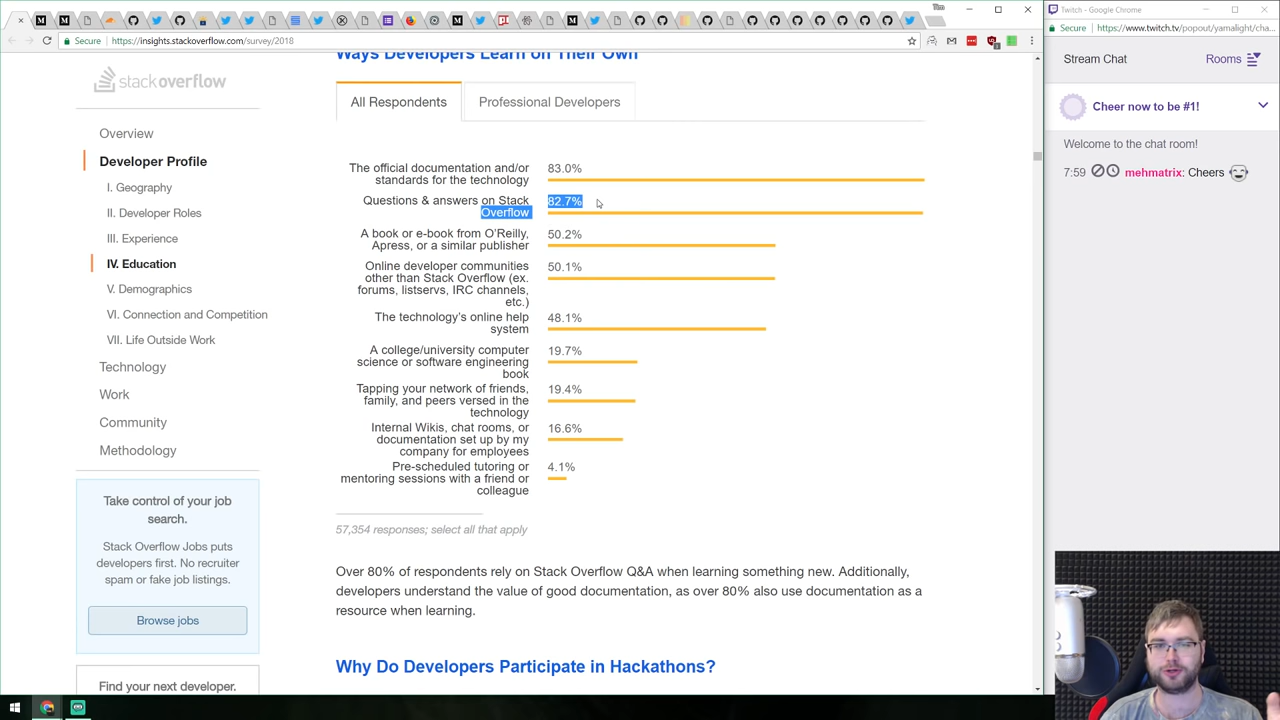 Tim
Twitch - Google Chrome
Secure
https://insights.stackoverflow.com/survey/2018
Secure
https://www.twitch.tv/popout/yamalight/cha...
Ways Developers Learn on Their Own
stackoverflow
Overview
Developer Profile
I. Geography
II. Developer Roles
III. Experience
IV. Education
V. Demographics
VI. Connection and Competition
VII. Life Outside Work
Technology
Work
Community
Methodology
Take control of your job
search.
Stack Overflow Jobs puts
developers first. No recruiter
spam or fake job listings.
Browse jobs
Find your next developer.
All Respondents
Professional Developers
The official documentation and/or
standards for the technology
83.0%
Questions & answers on Stack
Overflow
82.7%
A book or e-book from O'Reilly,
Apress, or a similar publisher
50.2%
Online developer communities
other than Stack Overflow (ex.
forums, listservs, IRC channels,
etc.)
50.1%
The technology's online help
system
48.1%
A college/university computer
science or software engineering
book
19.7%
Tapping your network of friends,
family, and peers versed in the
technology
19.4%
Internal Wikis, chat rooms, or
documentation set up by my
company for employees
16.6%
Pre-scheduled tutoring or
mentoring sessions with a friend or
colleague
4.1%
57,354 responses; select all that apply
Over 80% of respondents rely on Stack Overflow Q&A when learning something new. Additionally,
developers understand the value of good documentation, as over 80% also use documentation as a
resource when learning.
Why Do Developers Participate in Hackathons?
Stream Chat
Rooms
Cheer now to be #1!
Welcome to the chat room!
7:59 mehmatrix: Cheers